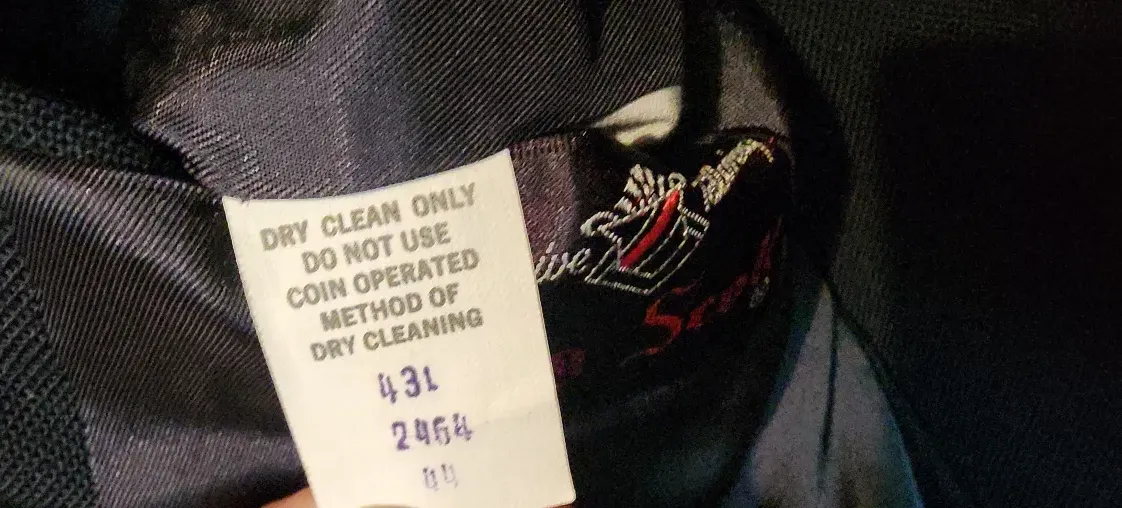 DRY CLEAN ONLY
DO NOT USE
COIN OPERATED
METHOD OF
DRY CLEANING
43L
2464
44